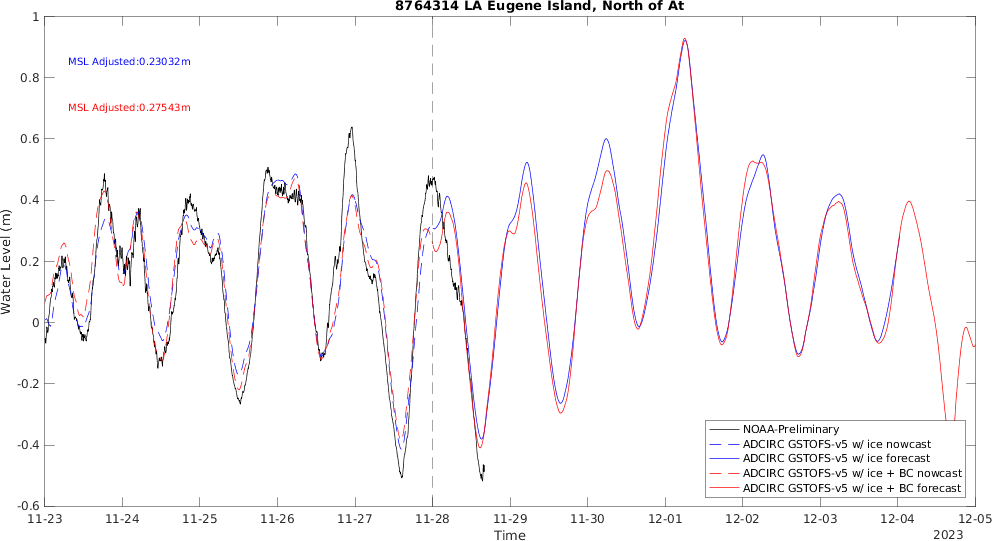 8764314 LA Eugene Island, North of At
MSL Adjusted:0.23032m
MSL Adjusted:0.27543m
1
0.8
0.6
0.4
0.2
0
-0.2
-0.4
-0.6
Water Level (m)
NOAA-Preliminary
ADCIRC GSTOFS-v5 w/ ice nowcast
ADCIRC GSTOFS-v5 w/ ice forecast
ADCIRC GSTOFS-v5 w/ ice + BC nowcast
ADCIRC GSTOFS-v5 w/ ice + BC forecast
11-23 11-24 11-25 11-26 11-27 11-28 11-29 11-30 12-01 12-02 12-03 12-04 12-05
Time
2023